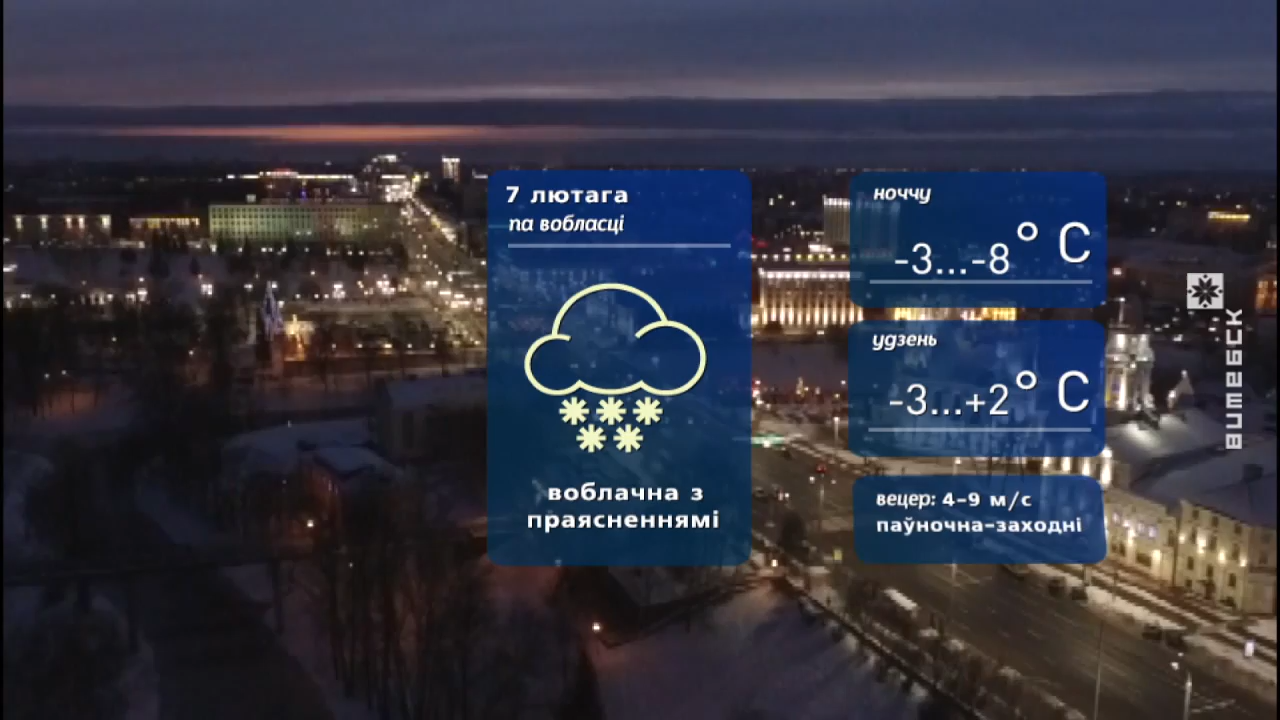 7 лютага
па вобласці
воблачна з
праясненнямі
ноччу
-3...-8° C
удзень
-3...+2° C
вецер: 4-9 м/с
паўночна-заходні
витебск